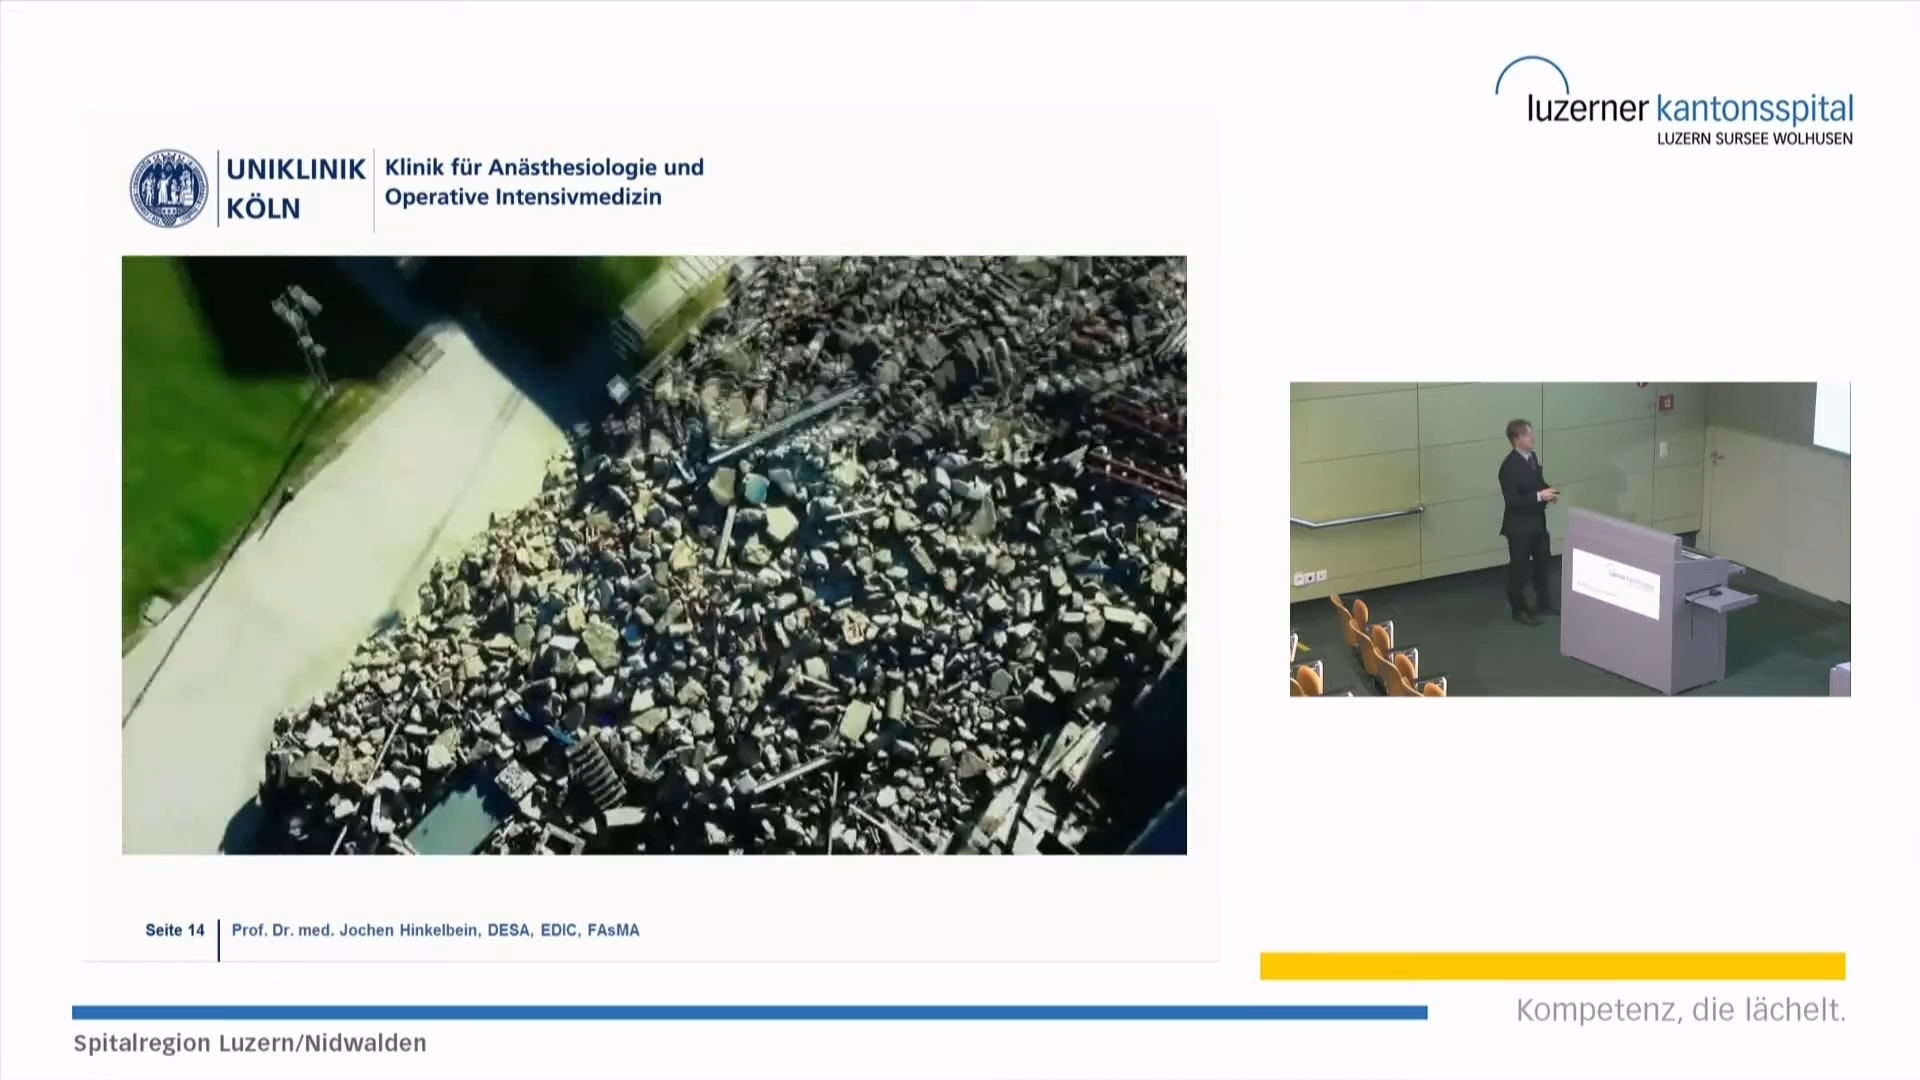 luzerner kantonsspital
LUZERN SURSEE WOLHUSEN
UNIKLINIK
KÖLN
Klinik für Anästhesiologie und
Operative Intensivmedizin
Seite 14
Prof. Dr. med. Jochen Hinkelbein, DESA, EDIC, FAsMA
Kompetenz, die lächelt.
Spitalregion Luzern/Nidwalden